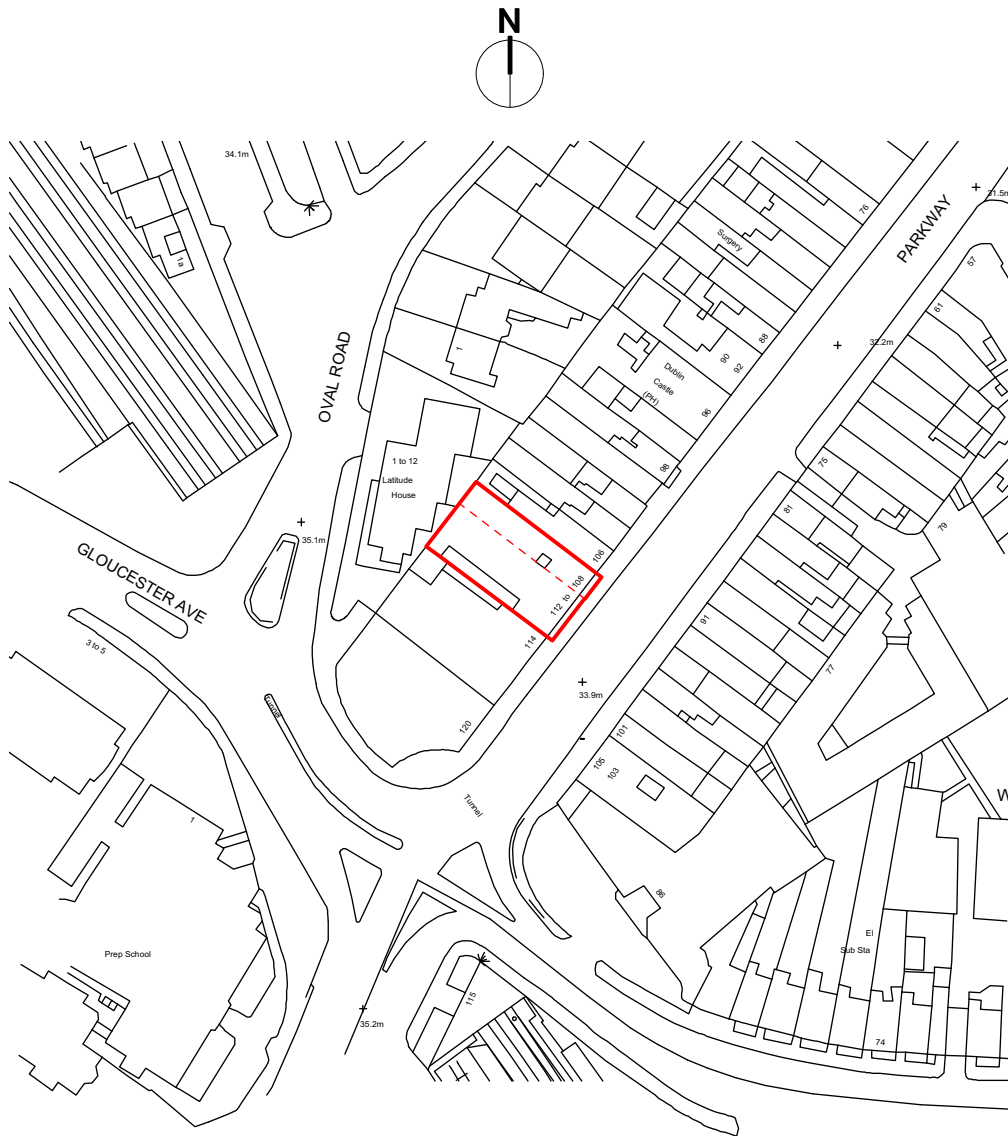 N
34.1m
1a
76
31.5m
PARKWAY
Surgery
57
61
OVAL ROAD
1
88
32.2m
90
92
Dublin
Castle
(PH)
96
98
75
1 to 12
Latitude
House
81
79
35.1m
106
108
112 to
114
GLOUCESTER AVE
3 to 5
91
77
33.9m
Tunnel
120
101
105
103
Tunnel
W
1
86
El
Sub Sta
Prep School
115
35.2m
74